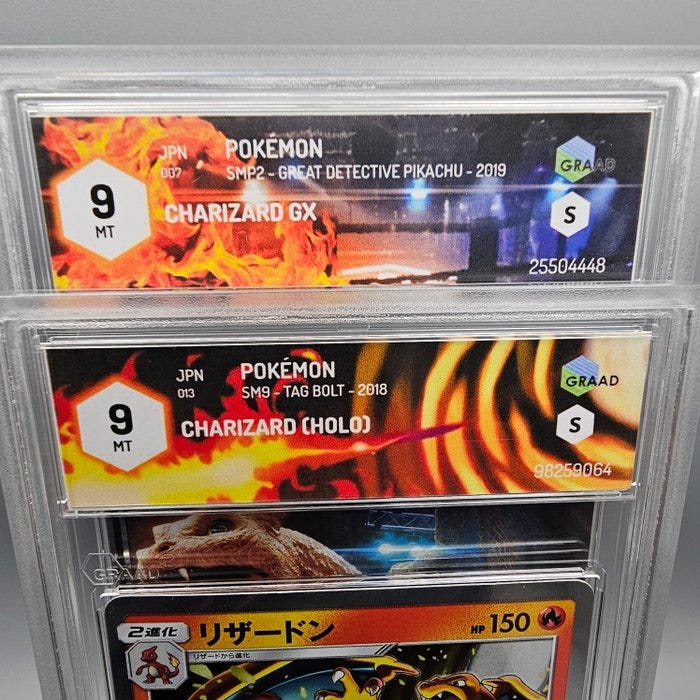 9
MT
JPN
007
POKEMON
SMP2 - GREAT DETECTIVE PIKACHU - 2019
CHARIZARD GX
GRAAD
S
25504448
9
MT
JPN
013
POKÉMON
SM9 - TAG BOLT - 2018
CHARIZARD (HOLO)
GRAAD
S
98259064
GRAAD
2進化
リザードン
HP 150
リザードから進化